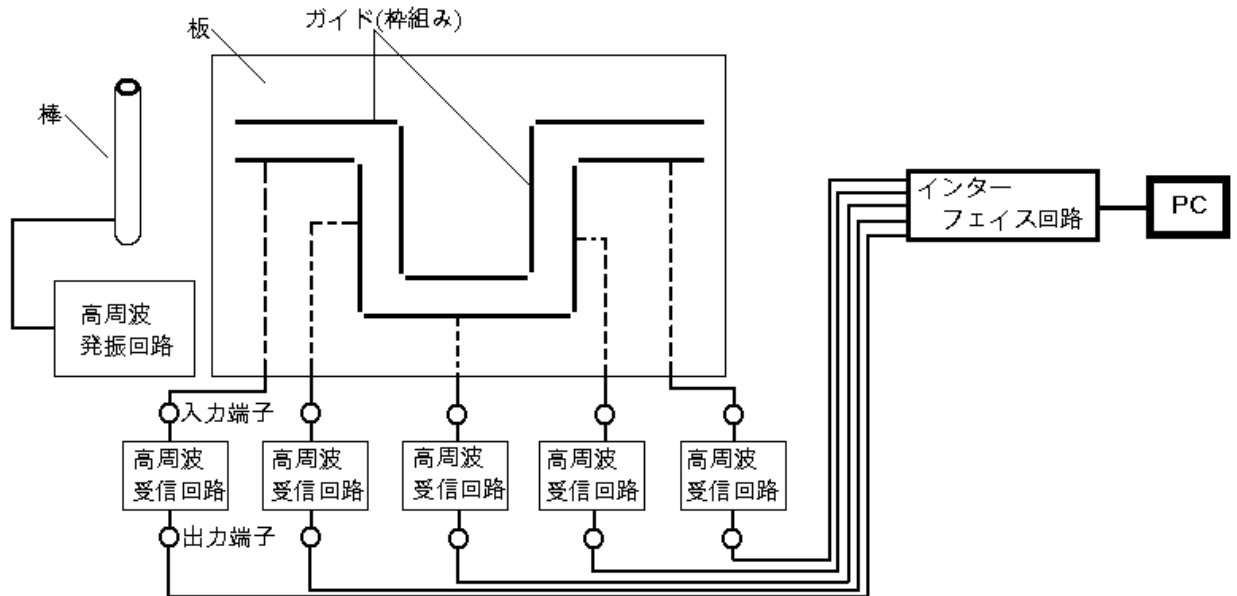 ガイド(枠組み)
板
棒
インター
フェイス回路
PC
高周波
発振回路
入力端子
高周波
受信回路
高周波
受信回路
高周波
受信回路
高周波
受信回路
高周波
受信回路
出力端子